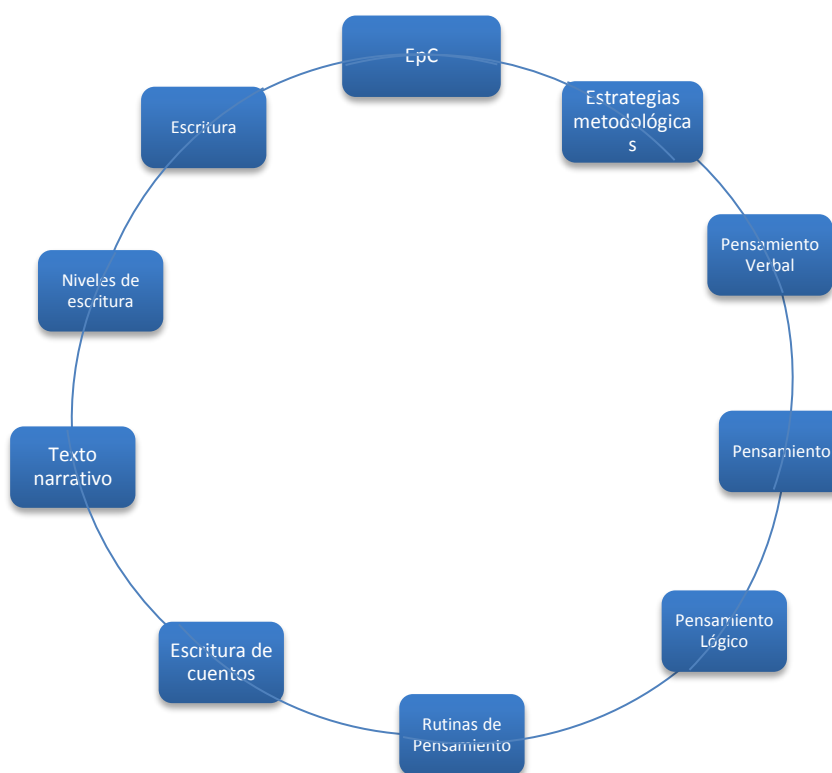 EpC
Estrategias
metodológica
s
Pensamiento
Verbal
Pensamiento
Pensamiento
Lógico
Rutinas de
Pensamiento
Escritura de
cuentos
Texto
narrativo
Niveles de
escritura
Escritura